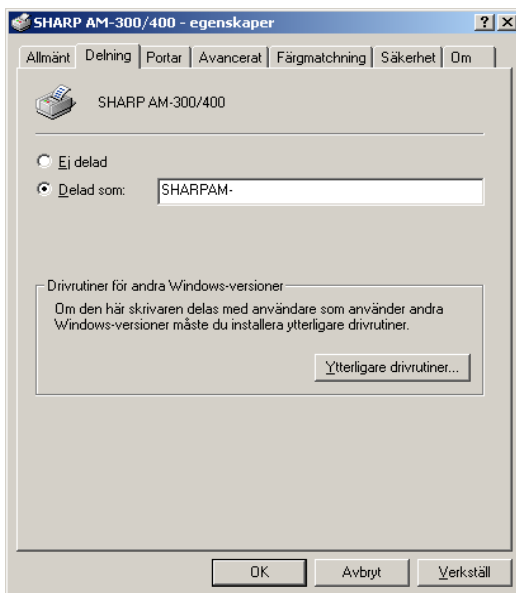 SHARP AM-300/400 - egenskaper
Allmänt Delning Portar Avancerat Färgmatchning Säkerhet Om
SHARP AM-300/400
Ej delad
Delad som: SHARPAM-
Drivrutiner för andra Windows-versioner
Om den här skrivaren delas med användare som använder andra
Windows-versioner måste du installera ytterligare drivrutiner.
Ytterligare drivrutiner...
OK Avbryt Verkställ